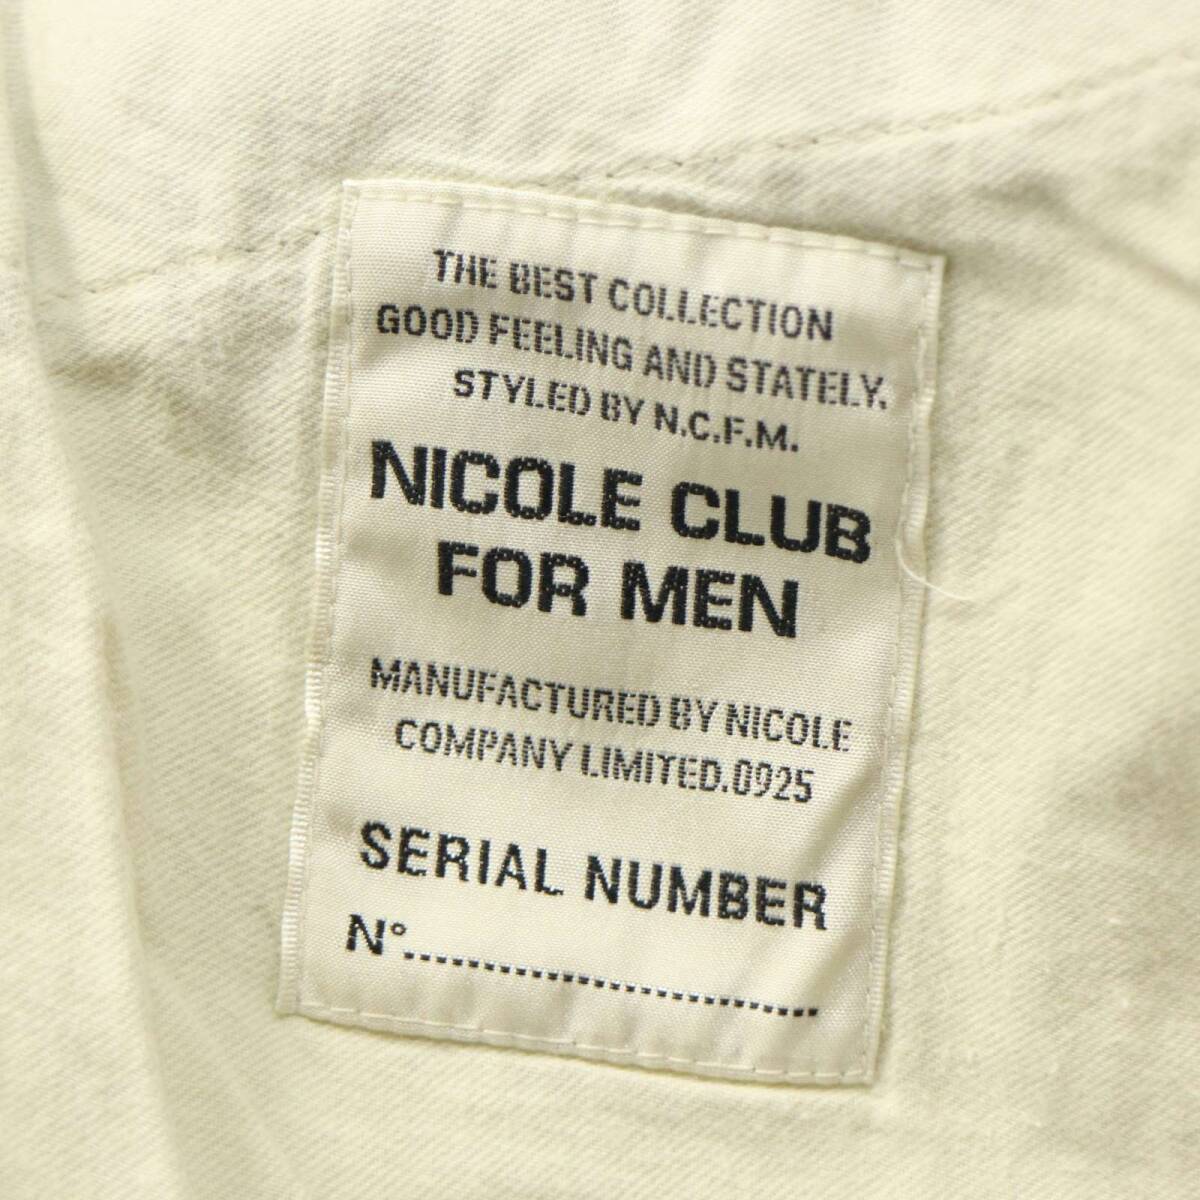 THE BEST COLLECTION
GOOD FEELING AND STATELY.
STYLED BY N.C.F.M.
NICOLE CLUB
FOR MEN
MANUFACTURED BY NICOLE
COMPANY LIMITED.0925
SERIAL NUMBER
N°........................................